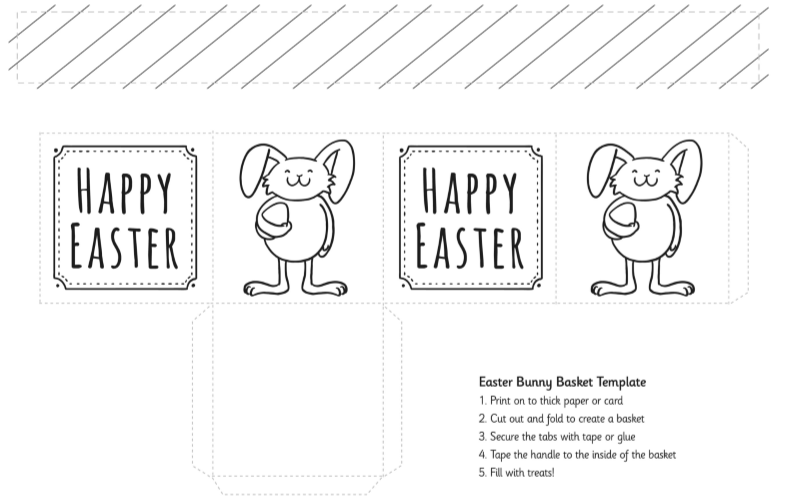 HAPPY
EASTER
HAPPY
EASTER
Easter Bunny Basket Template
1. Print on to thick paper or card
2. Cut out and fold to create a basket
3. Secure the tabs with tape or glue
4. Tape the handle to the inside of the basket
5. Fill with treats!